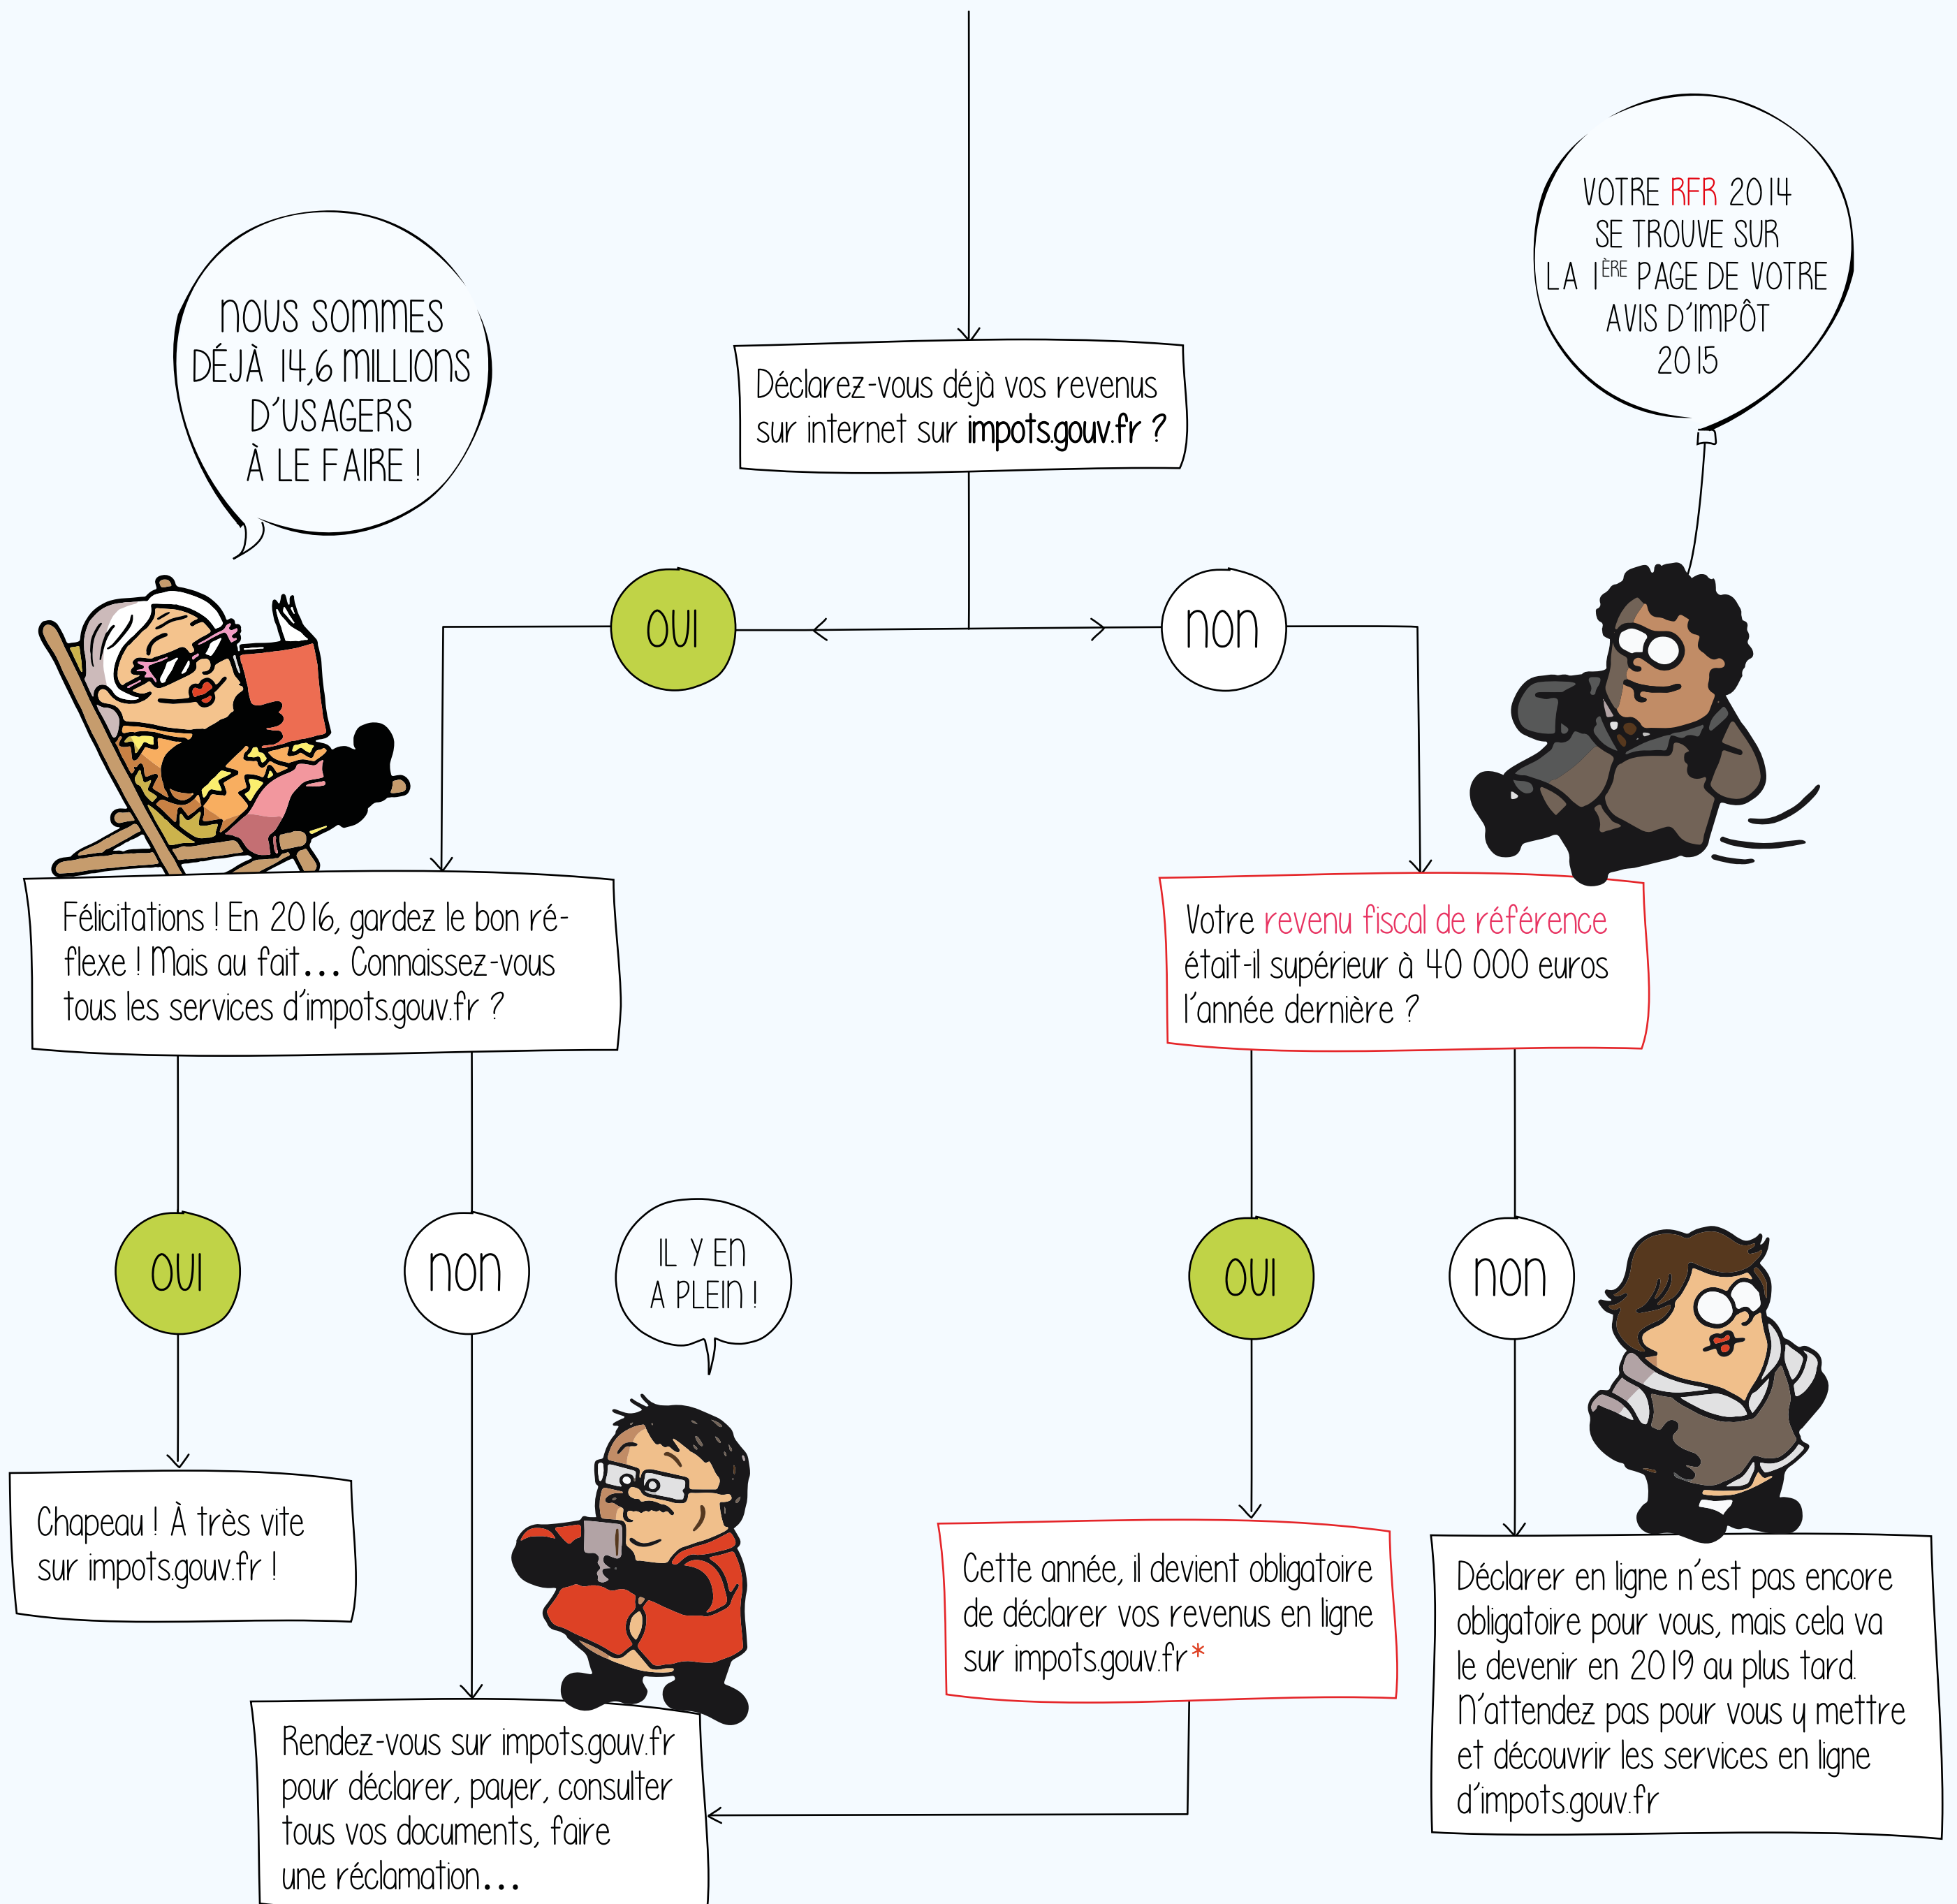 NOUS SOMMES
DÉJÀ 14,6 MILLIONS
D'USAGERS
À LE FAIRE !
VOTRE RFR 2014
SE TROUVE SUR
LA 1ÈRE PAGE DE VOTRE
AVIS D'IMPÔT
2015
Déclarez-vous déjà vos revenus
sur internet sur impots.gouv.fr ?
OUI
NON
Félicitations ! En 2016, gardez le bon ré-
flexe ! Mais au fait... Connaissez-vous
tous les services d'impots.gouv.fr ?
Votre revenu fiscal de référence
était-il supérieur à 40 000 euros
l'année dernière ?
OUI
NON
IL Y EN
A PLEIN !
OUI
NON
Chapeau ! À très vite
sur impots.gouv.fr !
Cette année, il devient obligatoire
de déclarer vos revenus en ligne
sur impots.gouv.fr*
Déclarer en ligne n'est pas encore
obligatoire pour vous, mais cela va
le devenir en 2019 au plus tard.
N'attendez pas pour vous y mettre
et découvrir les services en ligne
d'impots.gouv.fr
Rendez-vous sur impots.gouv.fr
pour déclarer, payer, consulter
tous vos documents, faire
une réclamation...